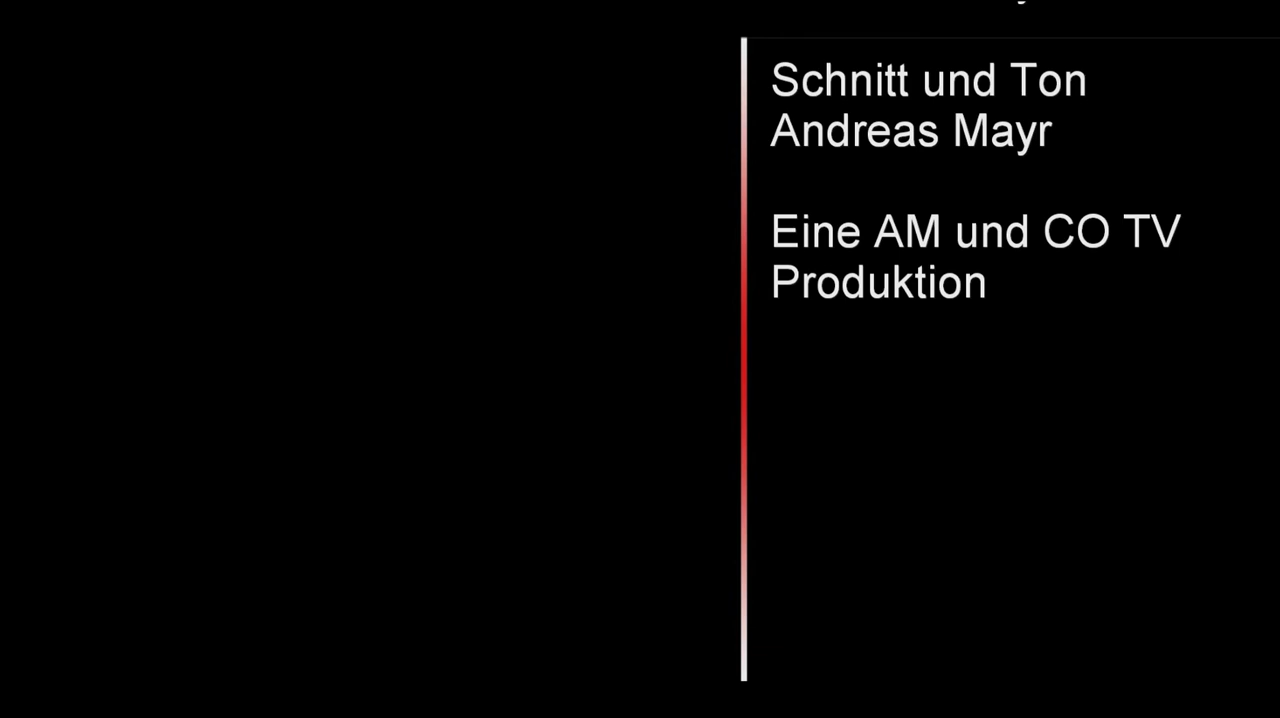 Schnitt und Ton
Andreas Mayr
Eine AM und CO TV
Produktion